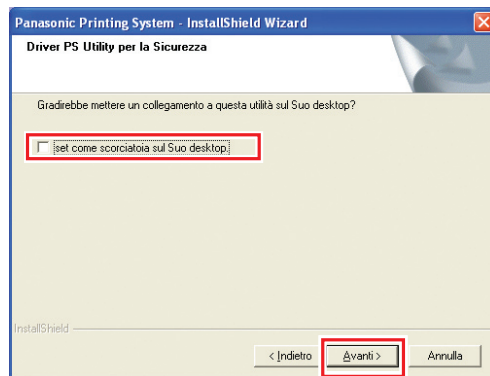 Panasonic Printing System - InstallShield Wizard
Driver PS Utility per la Sicurezza
Gradirebbe mettere un collegamento a questa utilità sul Suo desktop?
set come scorciatoia sul Suo desktop.
InstallShield
< Indietro
Avanti >
Annulla